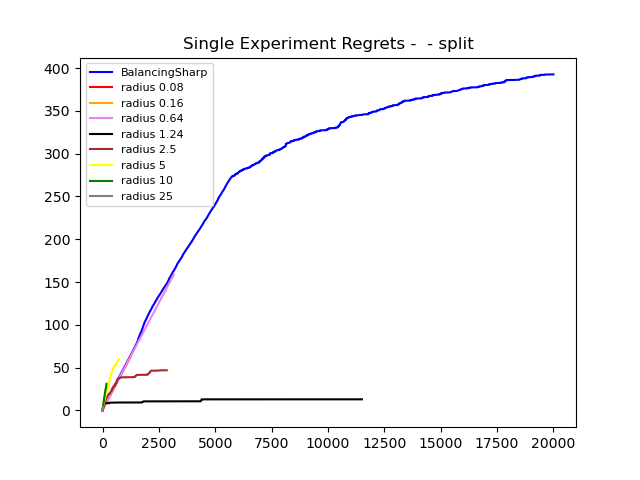 Single Experiment Regrets -  - split
400
350
300
250
200
150
100
50
0
BalancingSharp
radius 0.08
radius 0.16
radius 0.64
radius 1.24
radius 2.5
radius 5
radius 10
radius 25
0 2500 5000 7500 10000 12500 15000 17500 20000